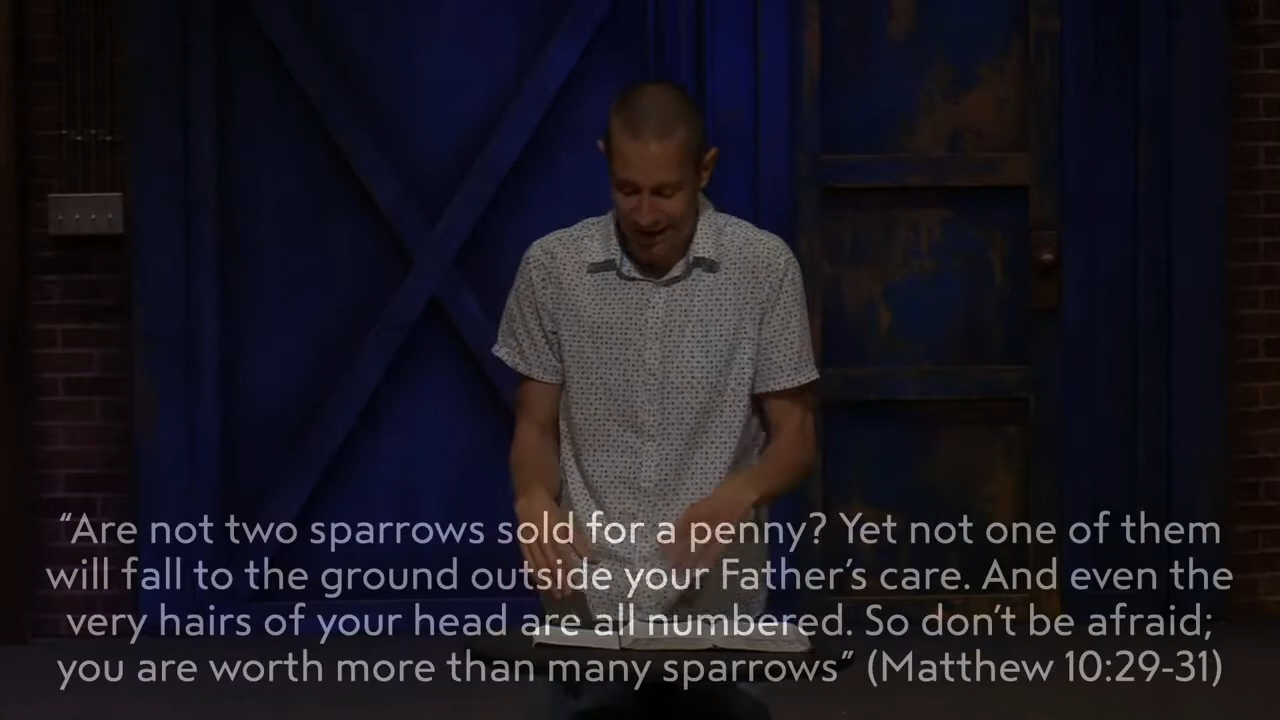 “Are not two sparrows sold for a penny? Yet not one of them
will fall to the ground outside your Father’s care. And even the
very hairs of your head are all numbered. So don’t be afraid;
you are worth more than many sparrows” (Matthew 10:29-31)